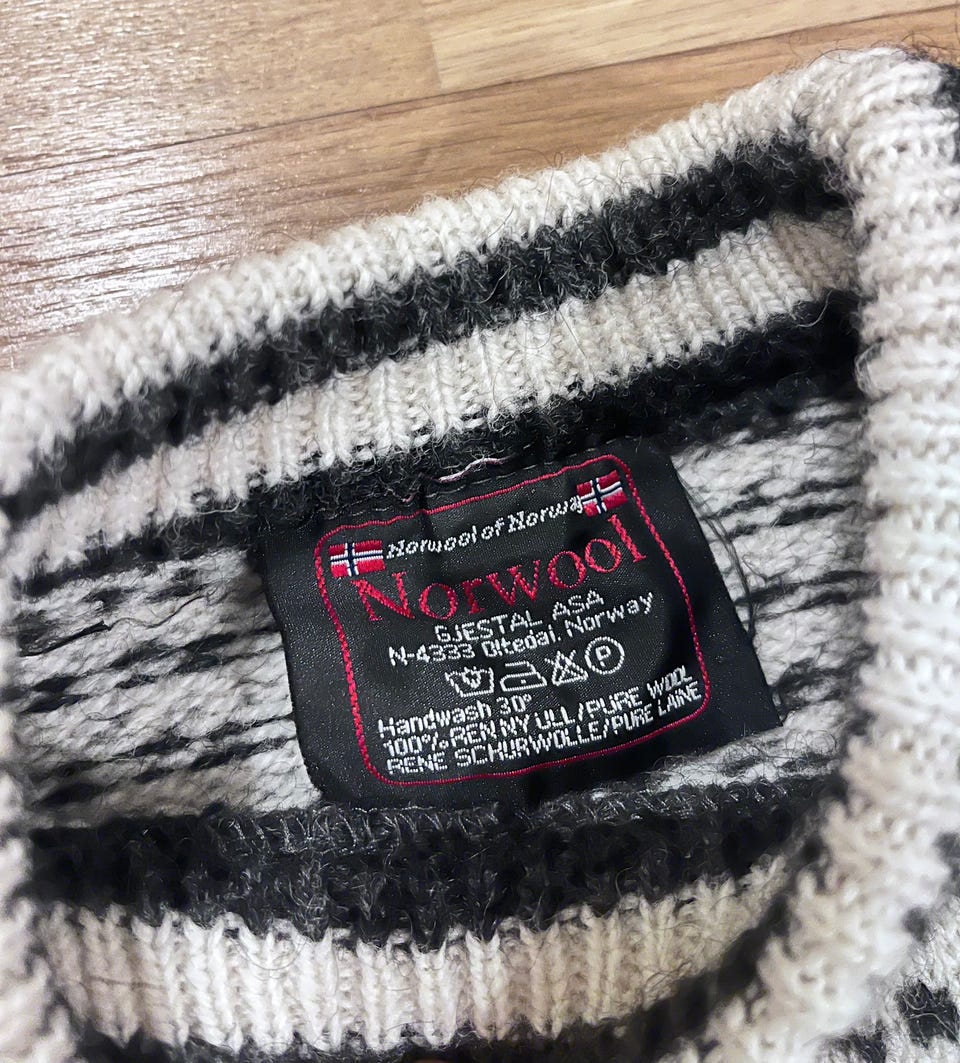 Norwool of Norway
Norwool
GJESTAL ASA
N-4333 Oltedal, Norway
P
Handwash 30°
100% REN NY ULL/PURE WOOL
REINE SCHURWOLLE/PURE LAINE